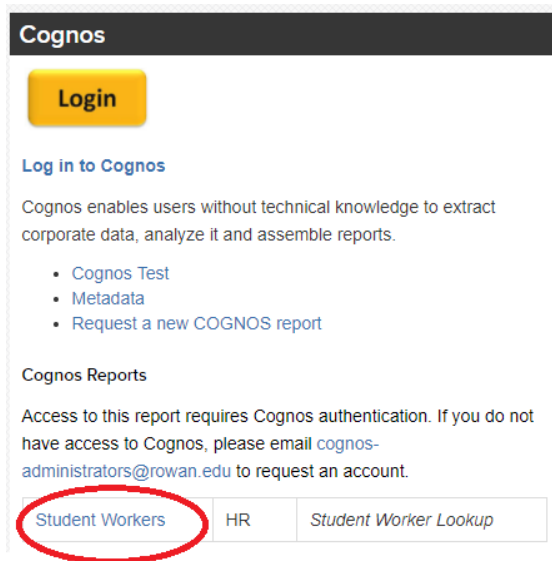 Cognos
Login
Log in to Cognos
Cognos enables users without technical knowledge to extract
corporate data, analyze it and assemble reports.
• Cognos Test
• Metadata
• Request a new COGNOS report
Cognos Reports
Access to this report requires Cognos authentication. If you do not
have access to Cognos, please email cognos-
administrators@rowan.edu to request an account.
Student Workers HR Student Worker Lookup